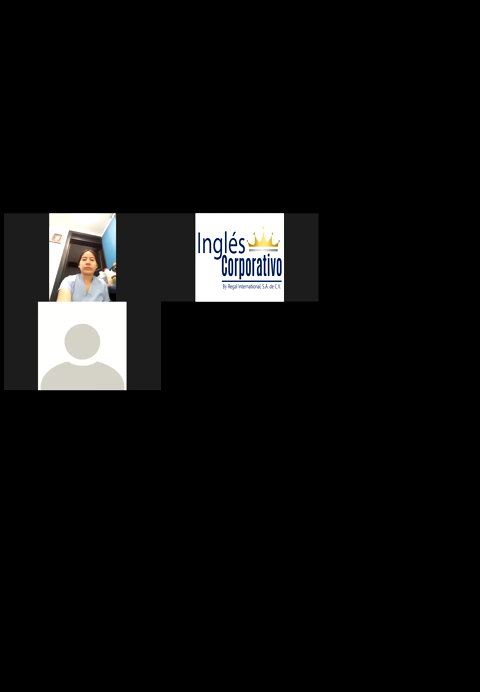 Inglés
Corporativo
By Regal International, S.A. de C.V.